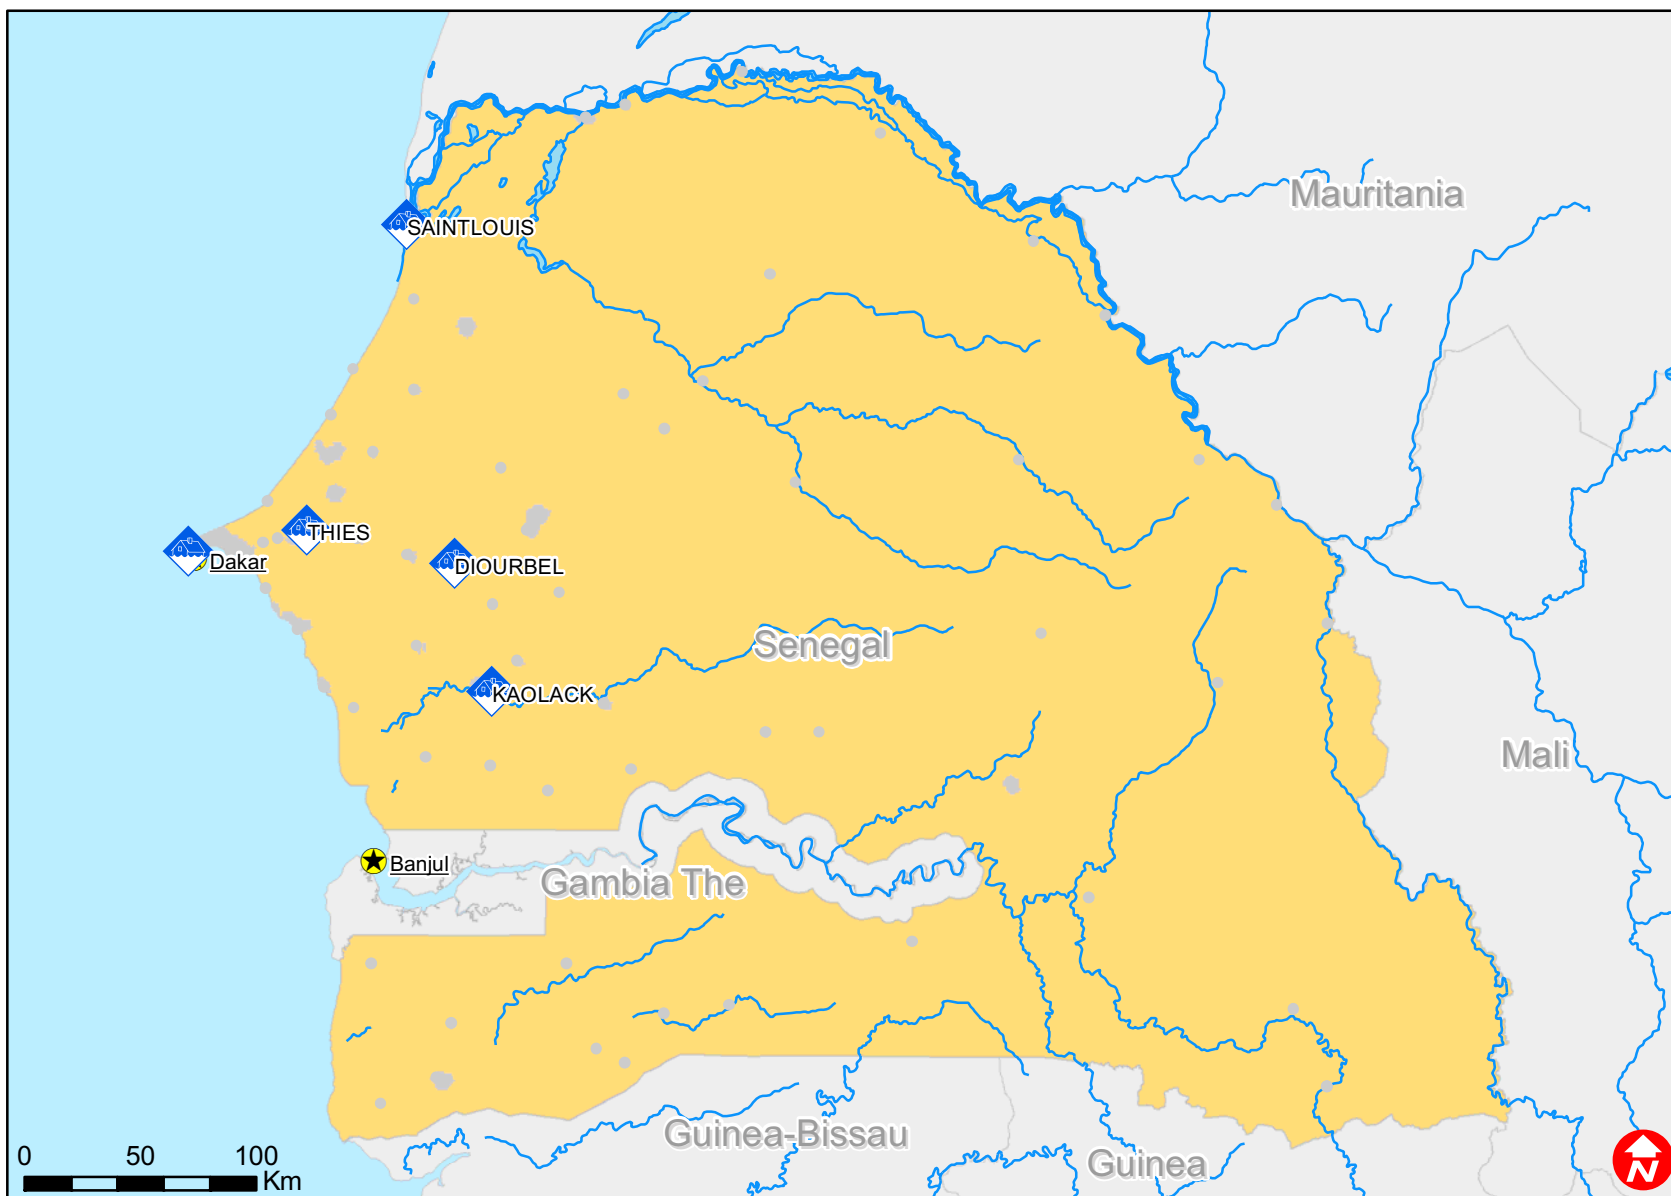 Mauritania
SAINTLOUIS
THIES
Dakar
DIOURBEL
Senegal
KAOLACK
Mali
Banjul
Gambia The
Guinea-Bissau
Guinea
0 50 100
Km
N